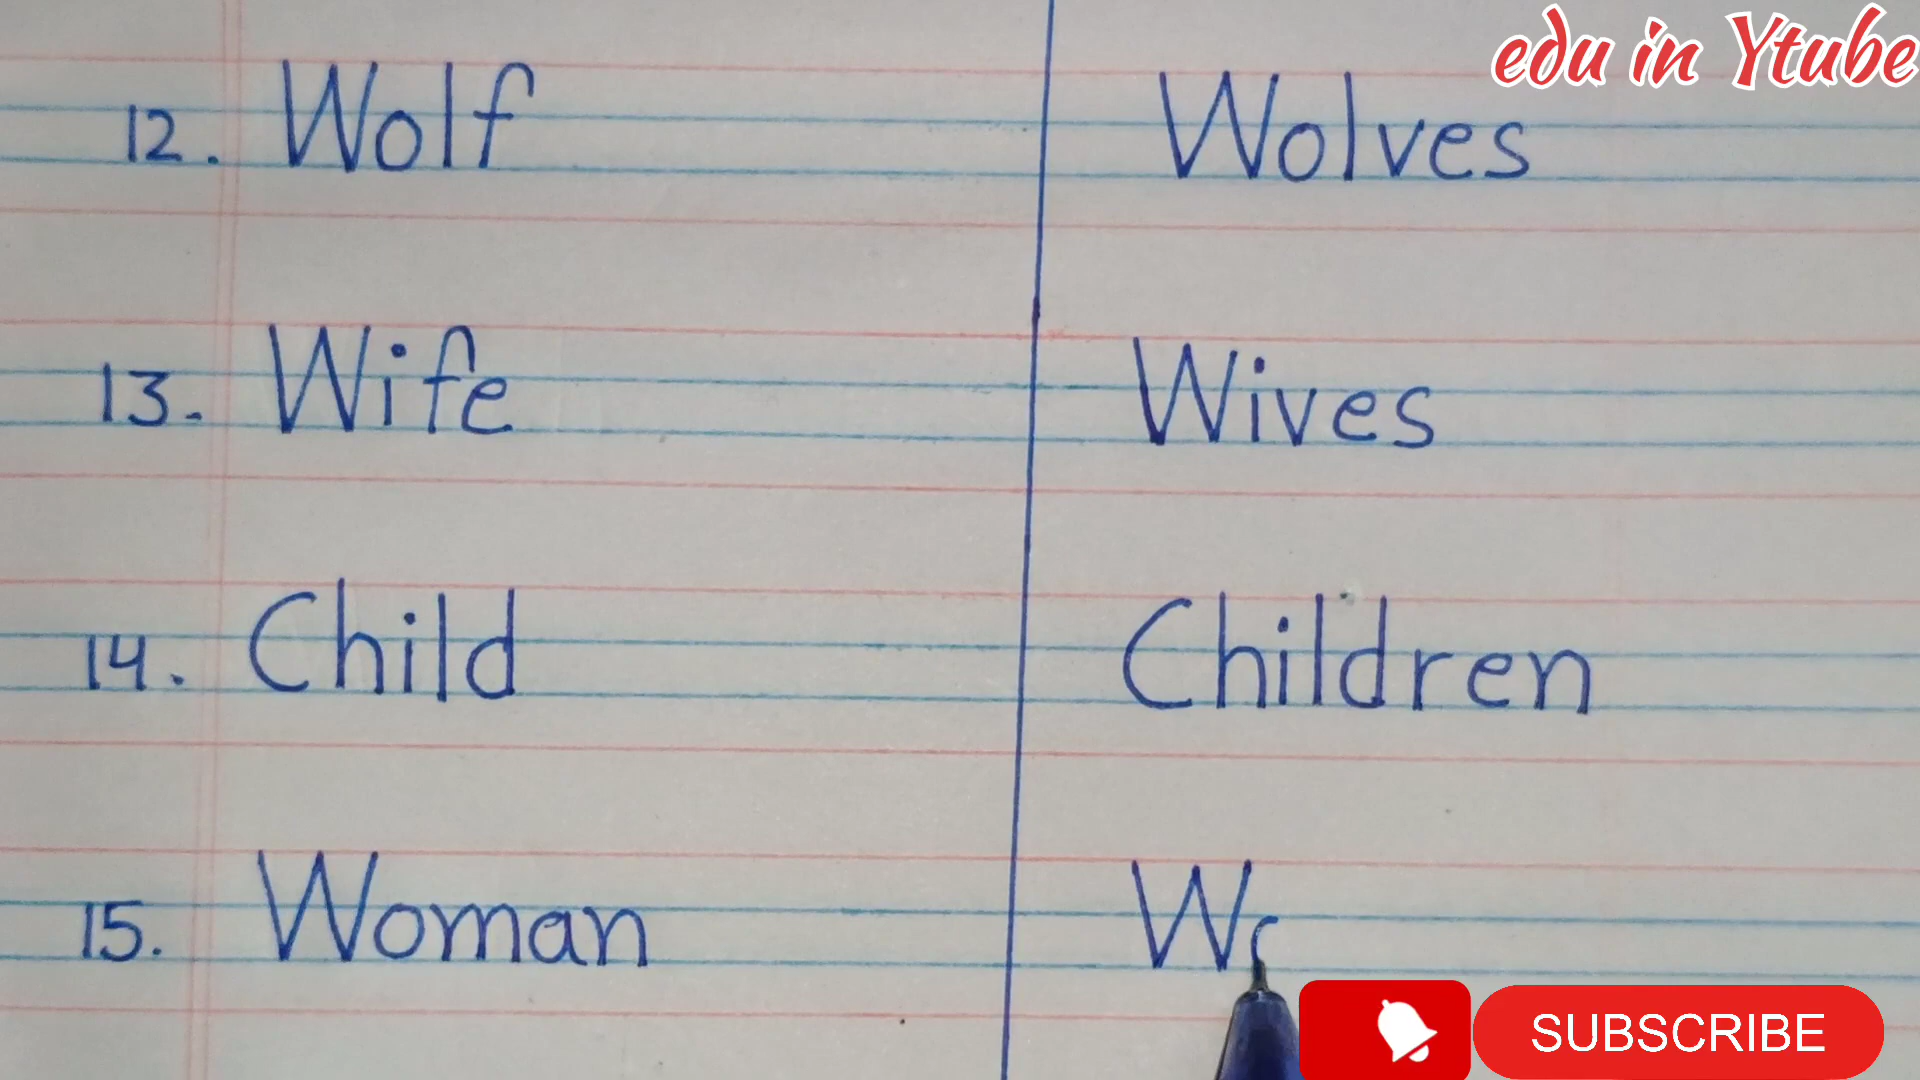 edu in Ytube
12. Wolf Wolves
13. Wife Wives
14. Child Children
15. Woman W
SUBSCRIBE